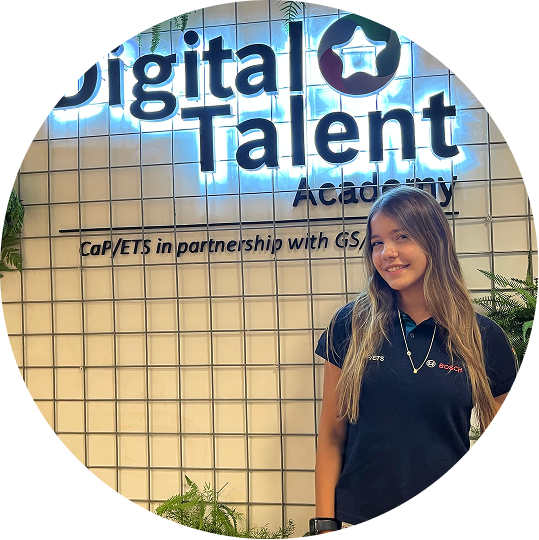 Digital
Talent
Academy
CaP/ETS in partnership with GS/
/ETS
BOSCH